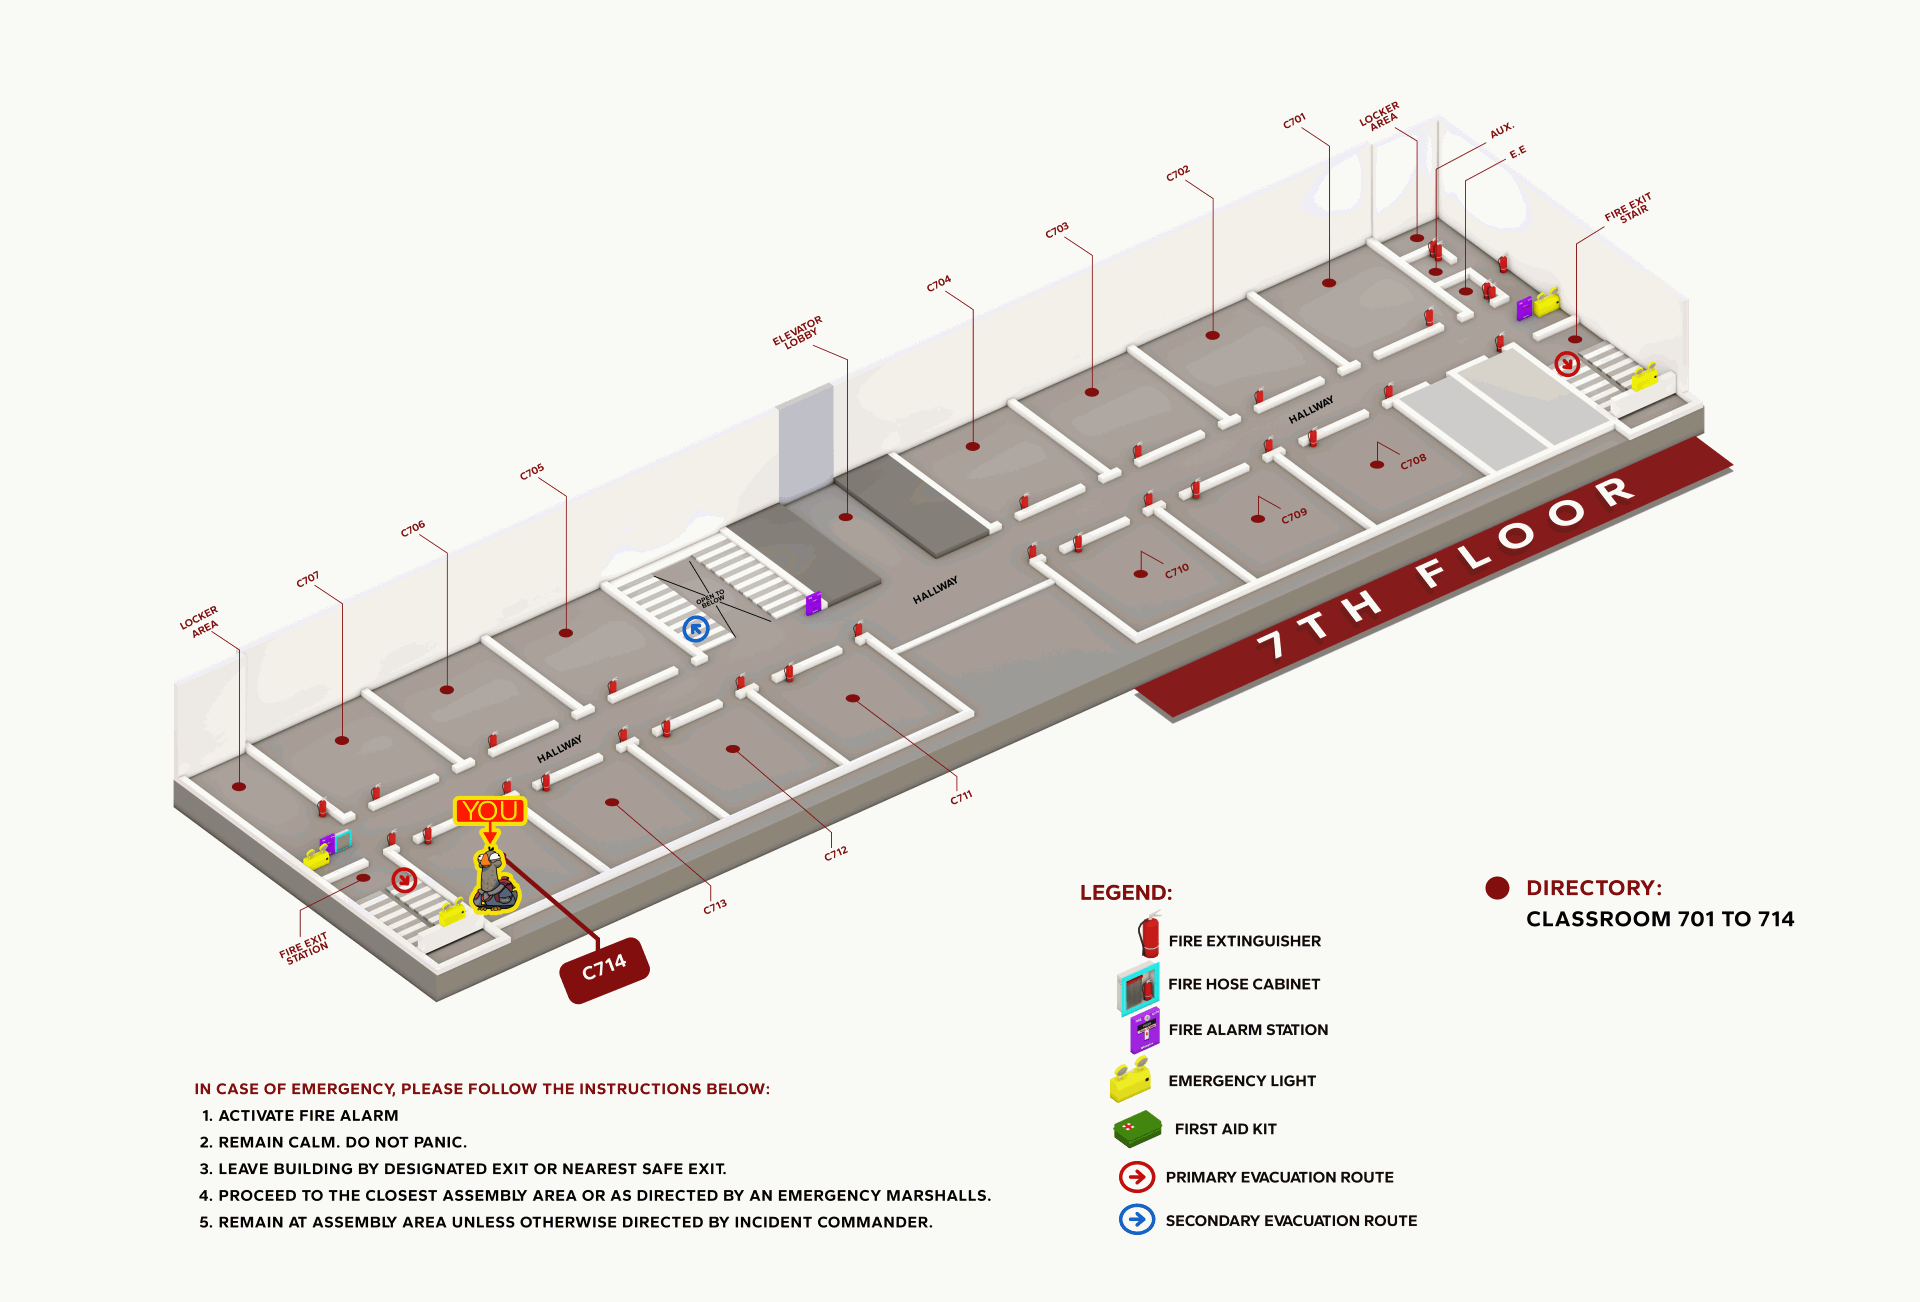 C701
LOCKER
AREA
AUX.
E.E
C702
FIRE EXIT
STAIR
C703
C704
ELEVATOR
LOBBY
C705
C706
C707
LOCKER
AREA
HALLWAY
C708
C709
C710
OPEN TO
BELOW
HALLWAY
HALLWAY
7TH FLOOR
YOU
C711
C712
C713
FIRE EXIT
STATION
C714
LEGEND:
FIRE EXTINGUISHER
FIRE HOSE CABINET
FIRE ALARM STATION
EMERGENCY LIGHT
FIRST AID KIT
PRIMARY EVACUATION ROUTE
SECONDARY EVACUATION ROUTE
DIRECTORY:
CLASSROOM 701 TO 714
IN CASE OF EMERGENCY, PLEASE FOLLOW THE INSTRUCTIONS BELOW:
1. ACTIVATE FIRE ALARM
2. REMAIN CALM. DO NOT PANIC.
3. LEAVE BUILDING BY DESIGNATED EXIT OR NEAREST SAFE EXIT.
4. PROCEED TO THE CLOSEST ASSEMBLY AREA OR AS DIRECTED BY AN EMERGENCY MARSHALLS.
5. REMAIN AT ASSEMBLY AREA UNLESS OTHERWISE DIRECTED BY INCIDENT COMMANDER.